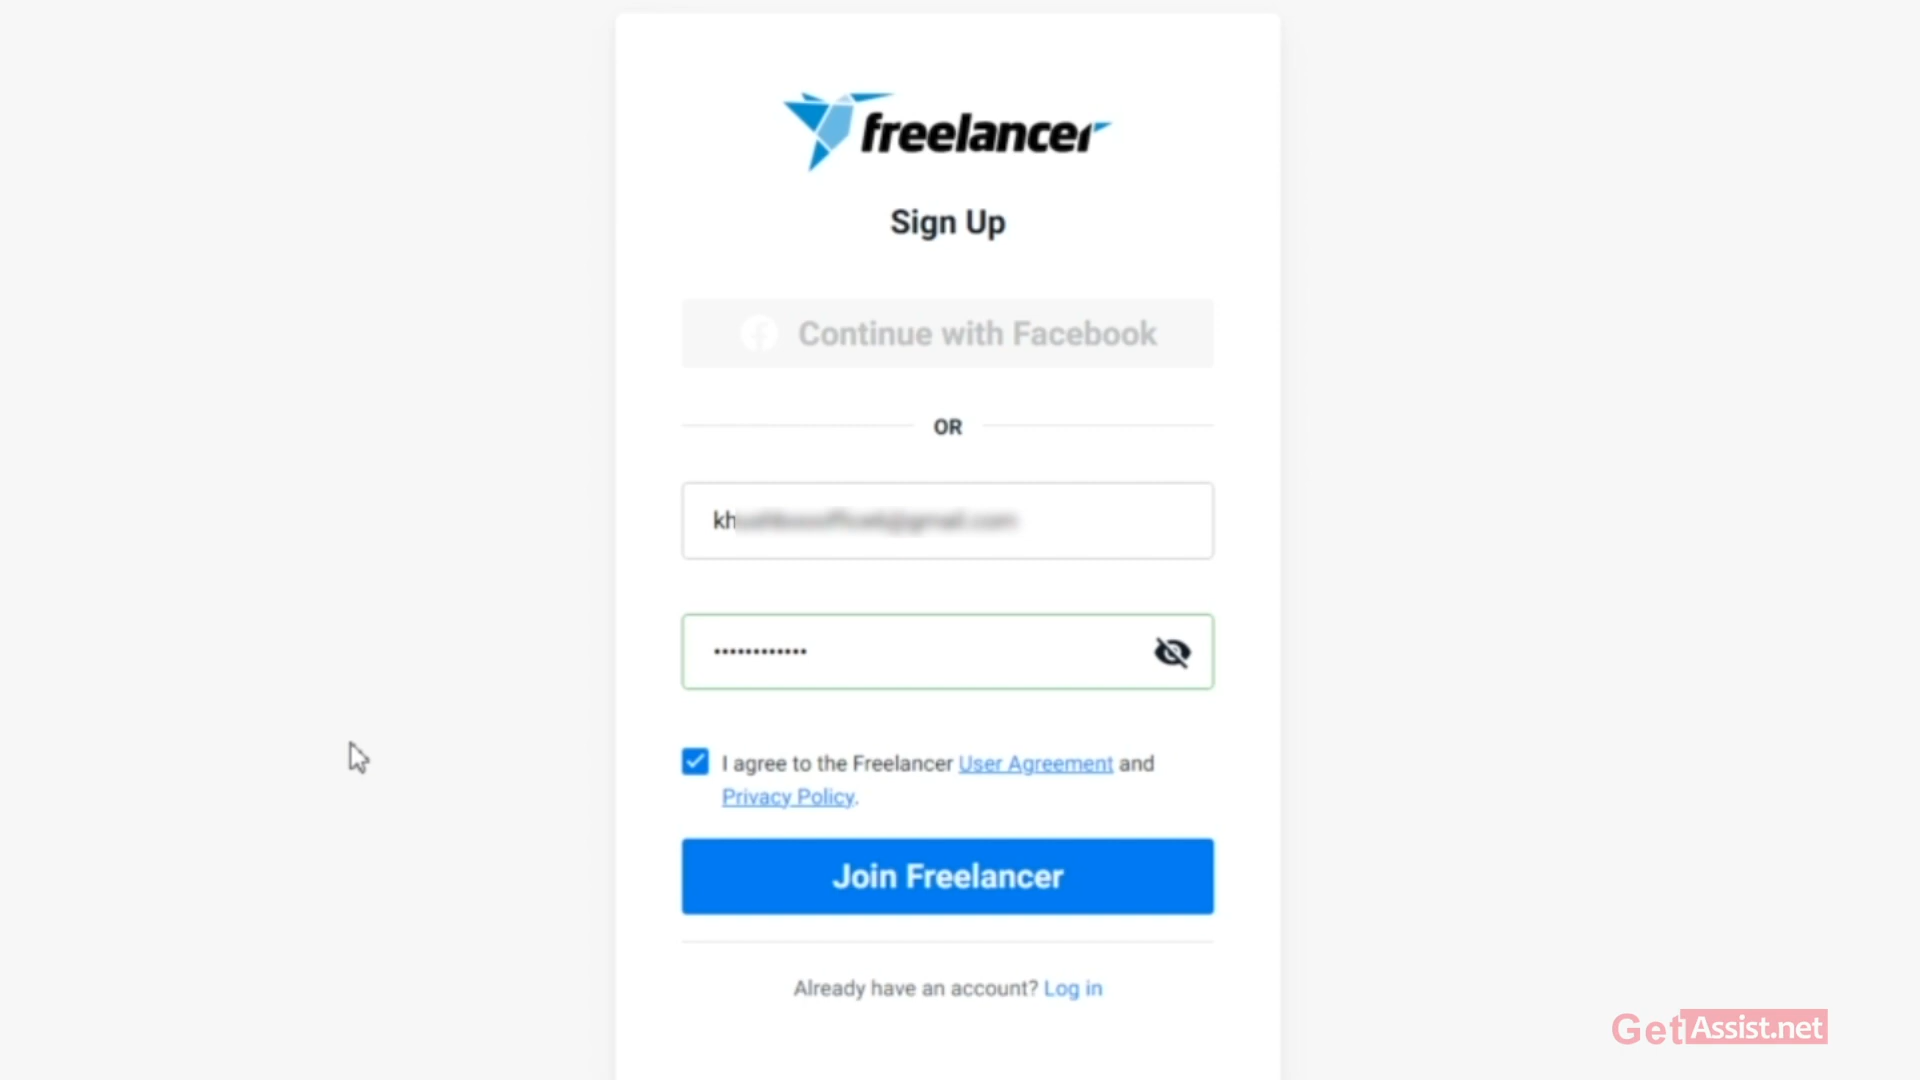 freelancer
Sign Up
Continue with Facebook
OR
kh
••••••••••••
I agree to the Freelancer User Agreement and
Privacy Policy.
Join Freelancer
Already have an account? Log in
GetAssist.net